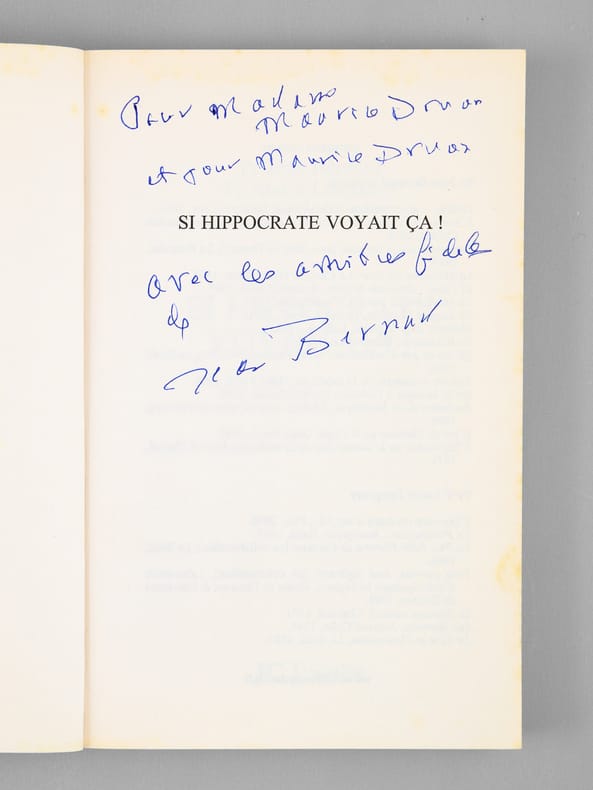 Pour Madame
Maurice Druon
et pour Maurice Druon
SI HIPPOCRATE VOYAIT ÇA !
avec les amitiés fidèles
de
Jean Bernard